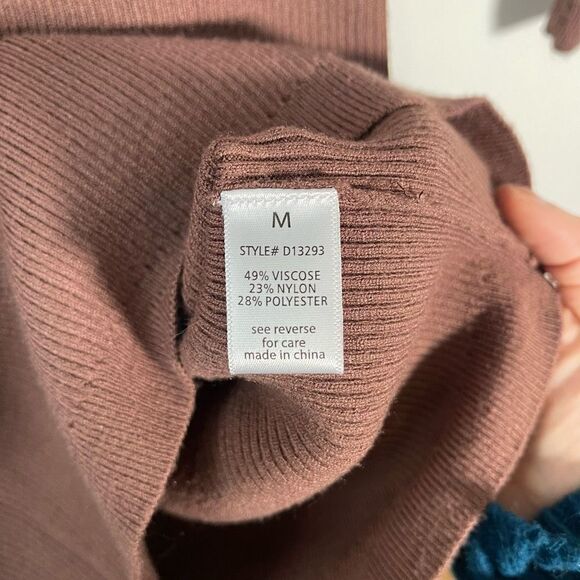 M
STYLE# D13293
49% VISCOSE
23% NYLON
28% POLYESTER
see reverse
for care
made in china